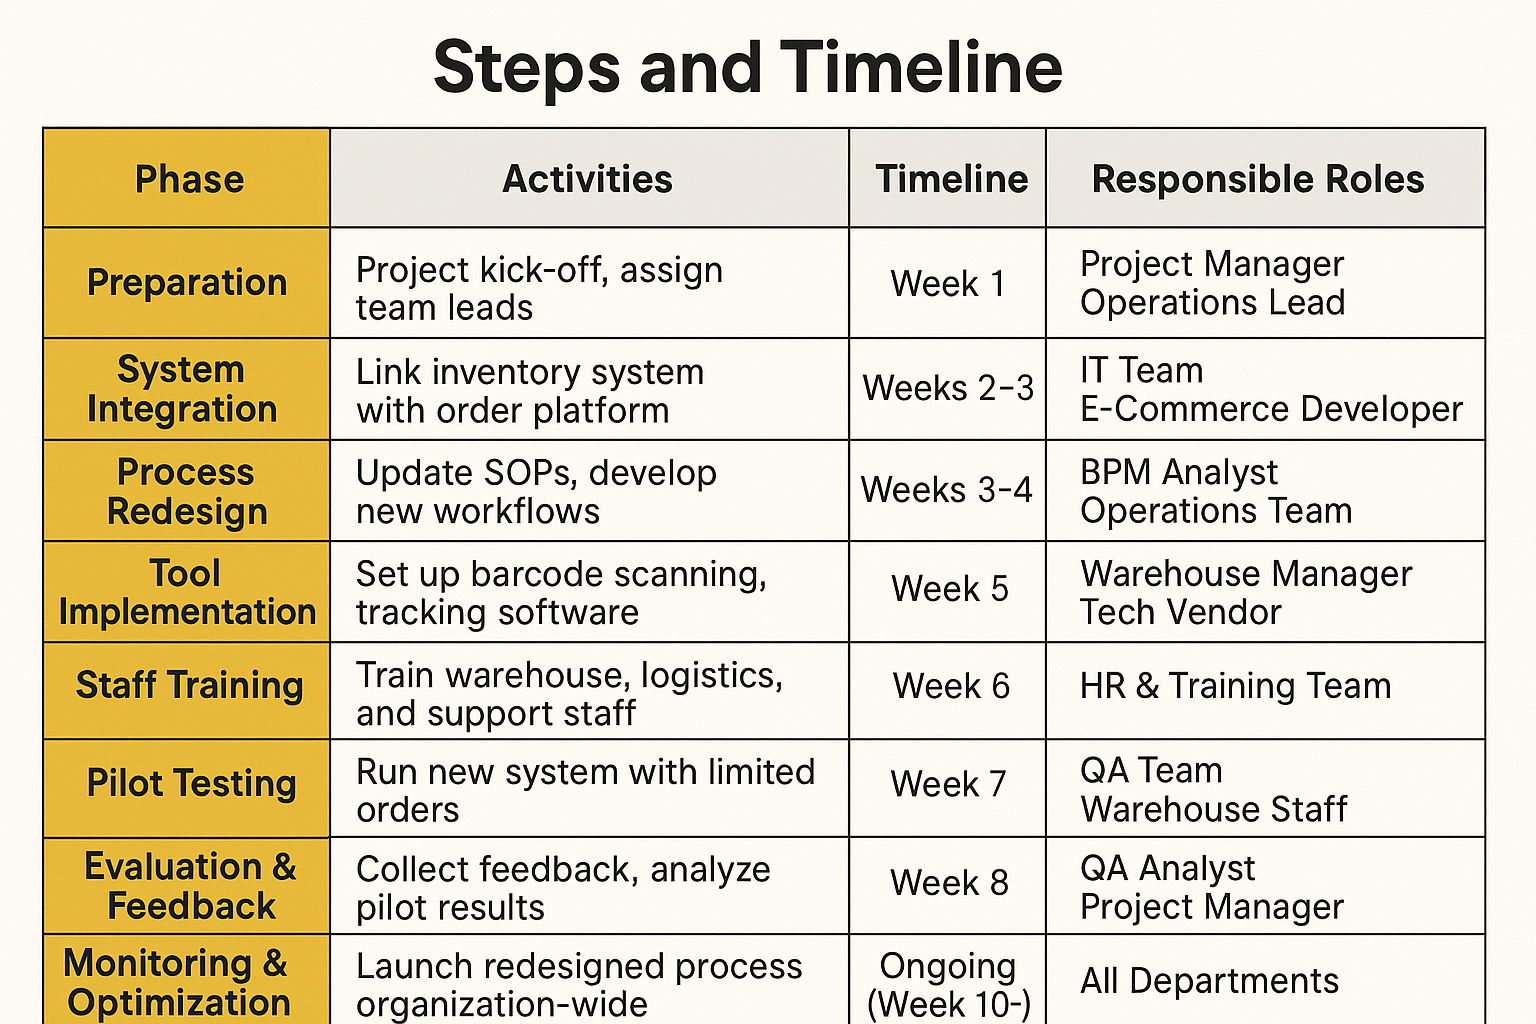 Steps and Timeline
Phase
Activities
Timeline
Responsible Roles
Preparation
Project kick-off, assign
team leads
Week 1
Project Manager
Operations Lead
System
Integration
Link inventory system
with order platform
Weeks 2–3
IT Team
E-Commerce Developer
Process
Redesign
Update SOPs, develop
new workflows
Weeks 3–4
BPM Analyst
Operations Team
Tool
Implementation
Set up barcode scanning,
tracking software
Week 5
Warehouse Manager
Tech Vendor
Staff Training
Train warehouse, logistics,
and support staff
Week 6
HR & Training Team
Pilot Testing
Run new system with limited
orders
Week 7
QA Team
Warehouse Staff
Evaluation &
Feedback
Collect feedback, analyze
pilot results
Week 8
QA Analyst
Project Manager
Monitoring &
Optimization
Launch redesigned process
organization-wide
Ongoing
(Week 10-)
All Departments